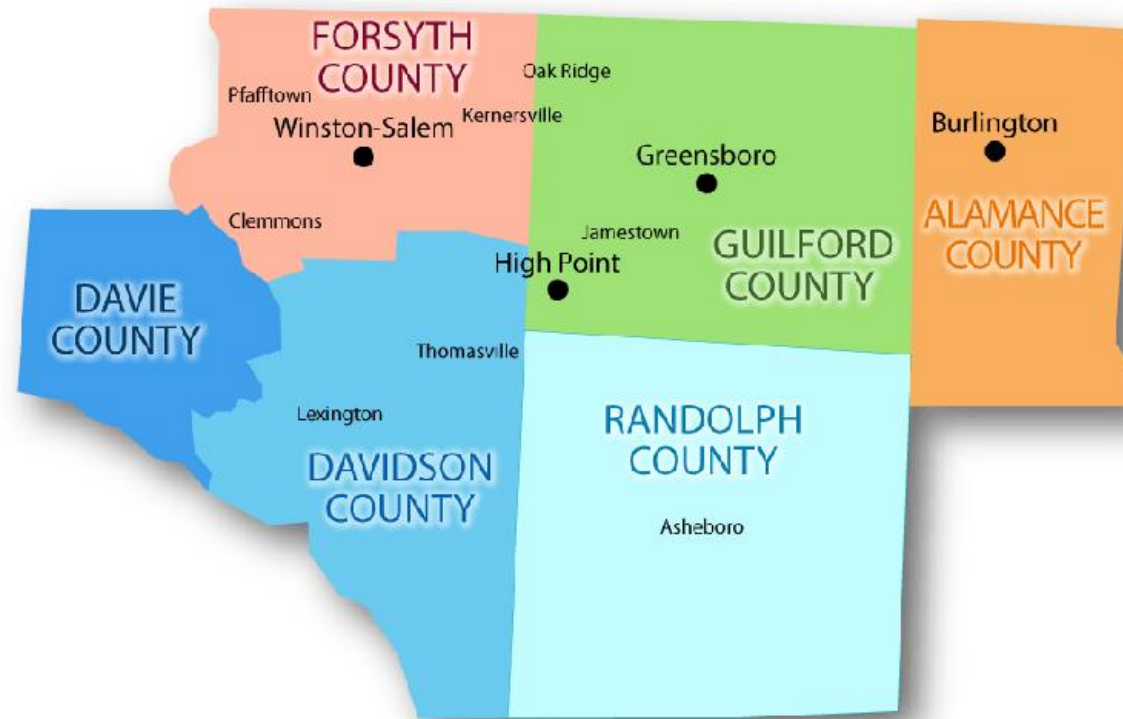 FORSYTH
COUNTY
Oak Ridge
Pfafftown
Kernersville
Winston-Salem
Burlington
Greensboro
Clemmons
Jamestown
ALAMANCE
COUNTY
GUILFORD
COUNTY
High Point
DAVIE
COUNTY
Thomasville
Lexington
RANDOLPH
COUNTY
DAVIDSON
COUNTY
Asheboro